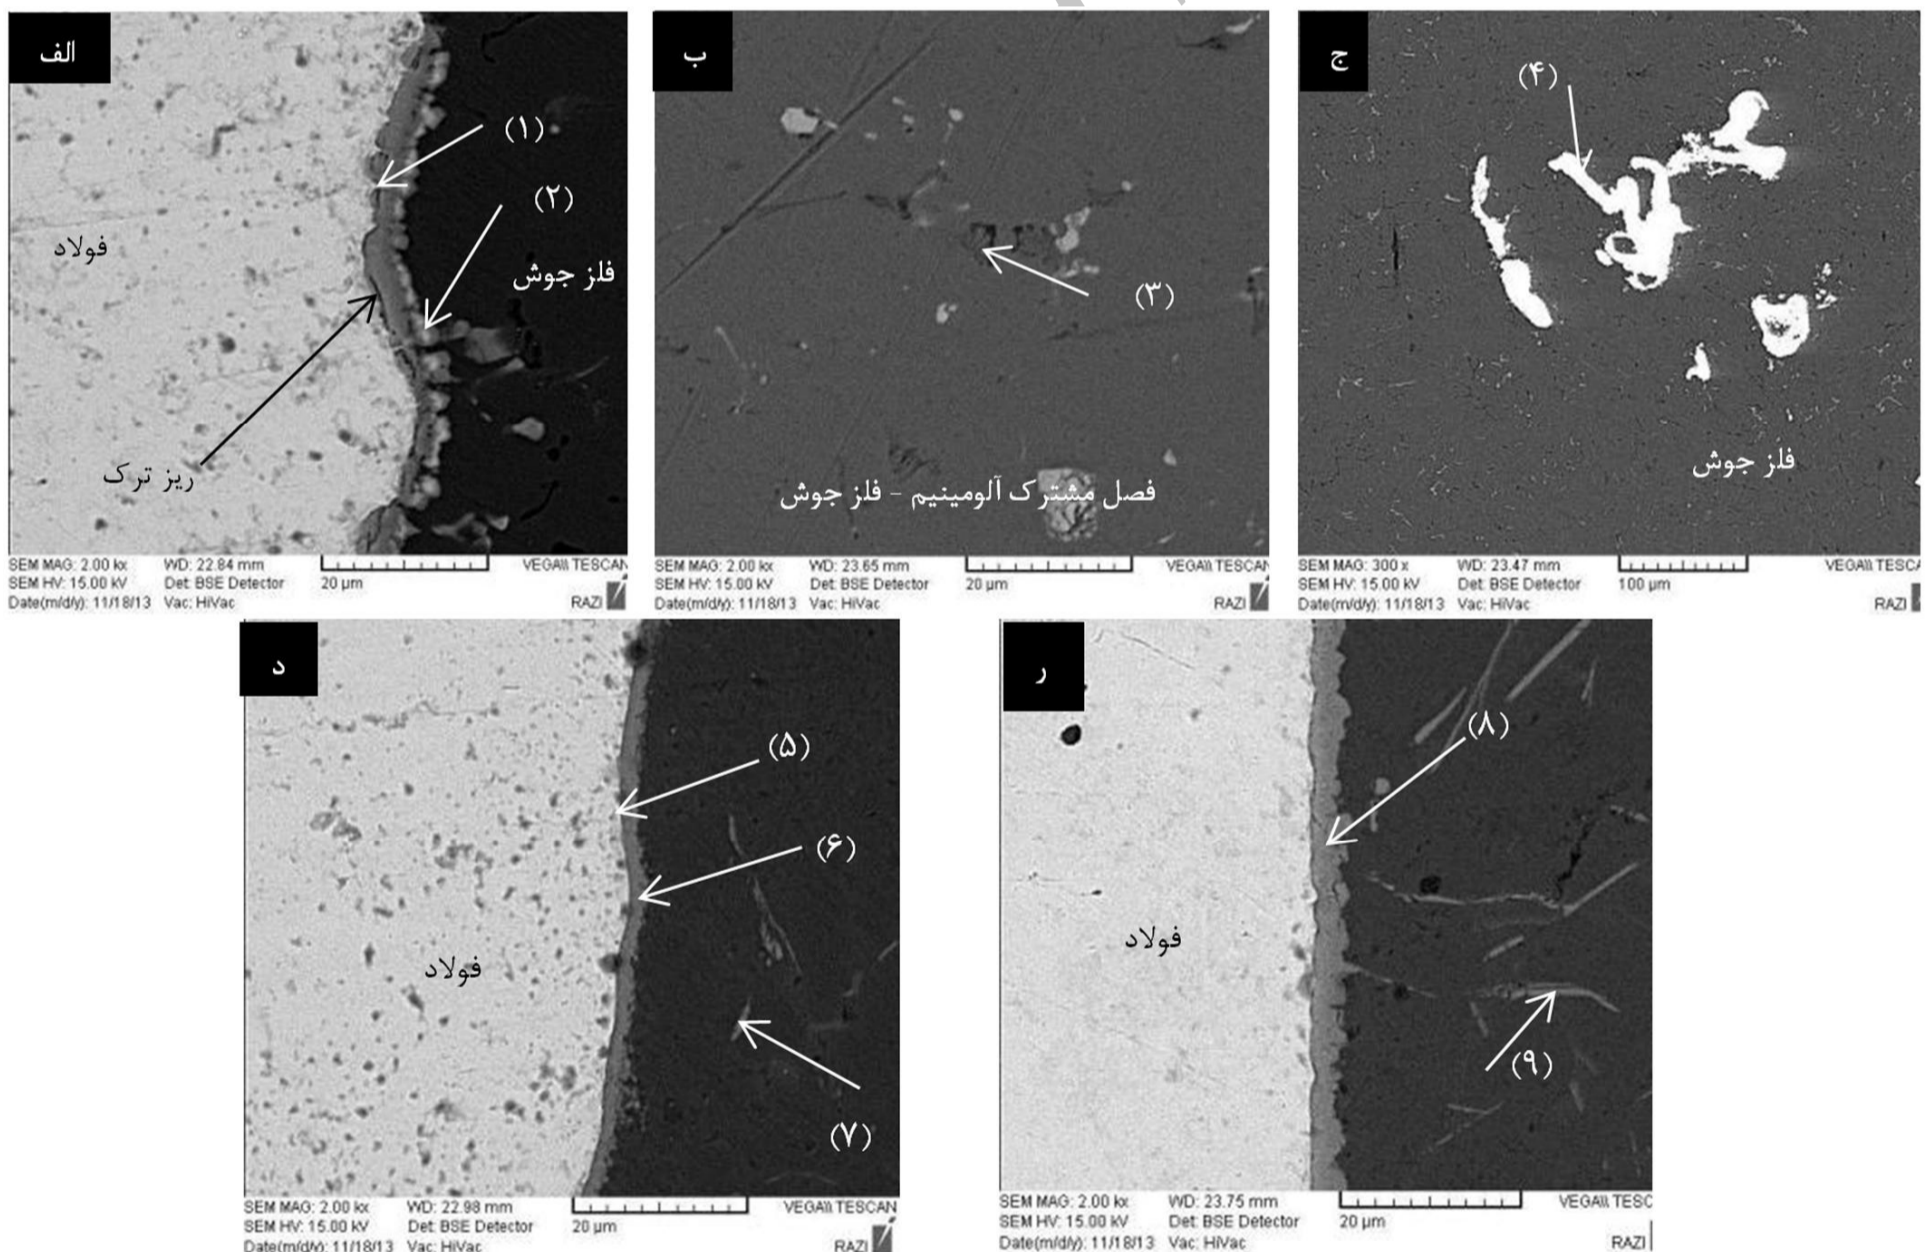 الف
(۱)
(۲)
فولاد
فلز جوش
ریز ترک
SEM MAG: 2.00 kx WD: 22.84 mm VEGA\\ TESCAN
SEM HV: 15.00 kV Det: BSE Detector 20 µm
Date(m/d/y): 11/18/13 Vac: HiVac RAZI
ب
(۳)
فصل مشترک آلومینیم - فلز جوش
SEM MAG: 2.00 kx WD: 23.65 mm VEGA\\ TESCAN
SEM HV: 15.00 kV Det: BSE Detector 20 µm
Date(m/d/y): 11/18/13 Vac: HiVac RAZI
ج
(۴)
فلز جوش
SEM MAG: 300 x WD: 23.47 mm VEGA\\ TESCA
SEM HV: 15.00 kV Det: BSE Detector 100 µm
Date(m/d/y): 11/18/13 Vac: HiVac RAZI
د
(۵)
(۶)
فولاد
(۷)
SEM MAG: 2.00 kx WD: 22.98 mm VEGA\\ TESCAN
SEM HV: 15.00 kV Det: BSE Detector 20 µm
Date(m/d/y): 11/18/13 Vac: HiVac RAZI
ر
(۸)
فولاد
(۹)
SEM MAG: 2.00 kx WD: 23.75 mm VEGA\\ TESC
SEM HV: 15.00 kV Det: BSE Detector 20 µm
Date(m/d/y): 11/18/13 Vac: HiVac RAZI